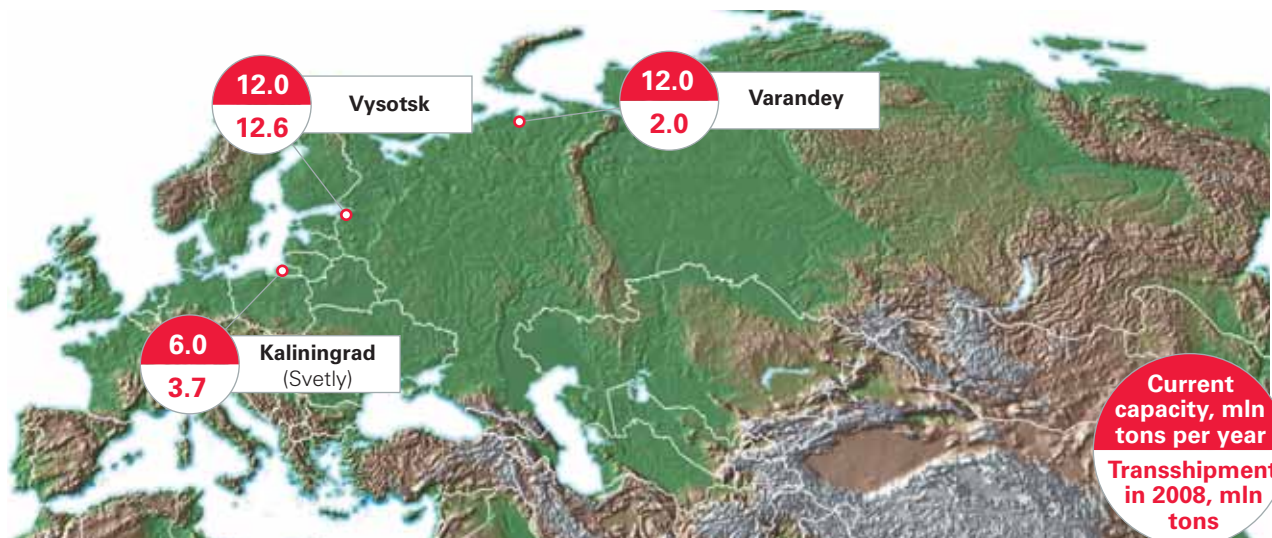 12.0
12.6
Vysotsk
12.0
2.0
Varandey
6.0
3.7
Kaliningrad
(Svetly)
Current
capacity, mln
tons per year
Transshipment
in 2008, mln
tons